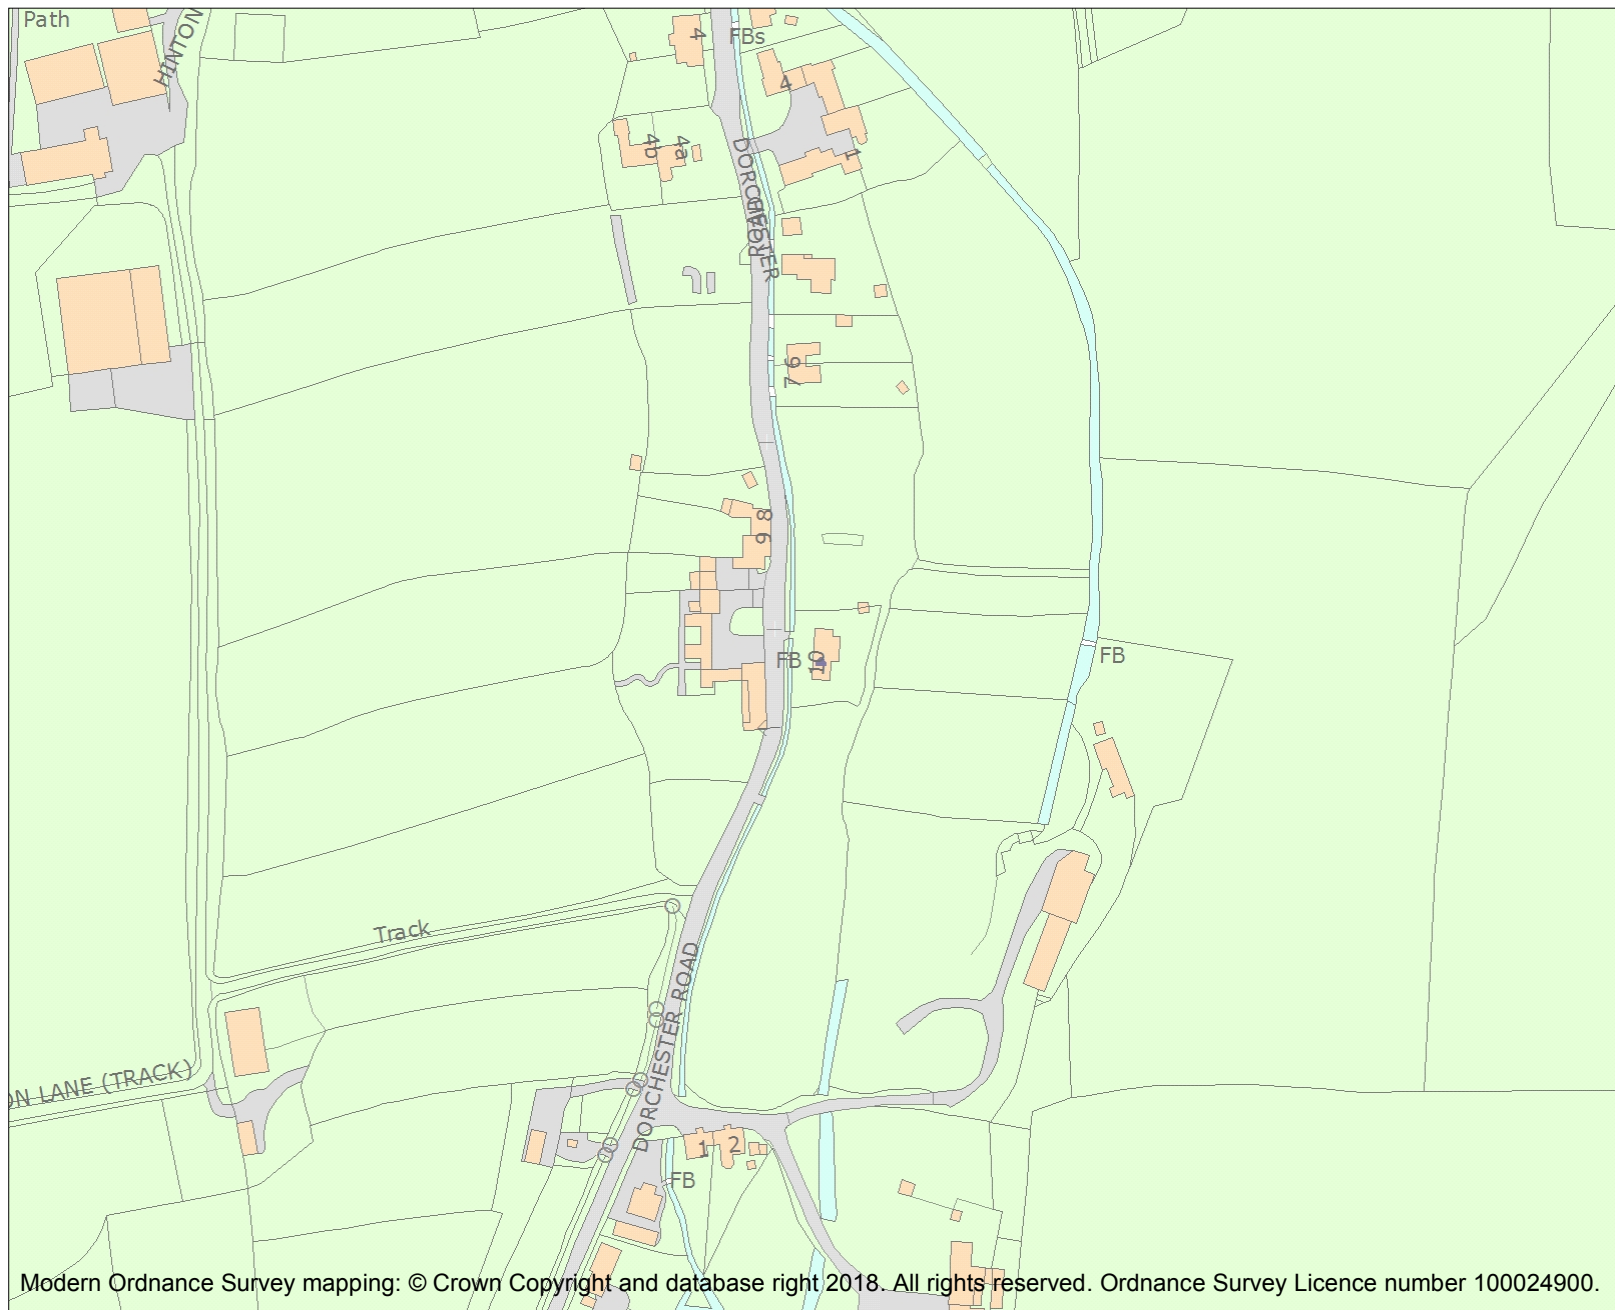 Path
HINTON
4
FBs
4
4b
4a
1
DORCHESTER
6
7
8
9
FB
10
FB
Track
DORCHESTER ROAD
ON LANE (TRACK)
1
2
FB
Modern Ordnance Survey mapping: © Crown Copyright and database right 2018. All rights reserved. Ordnance Survey Licence number 100024900.